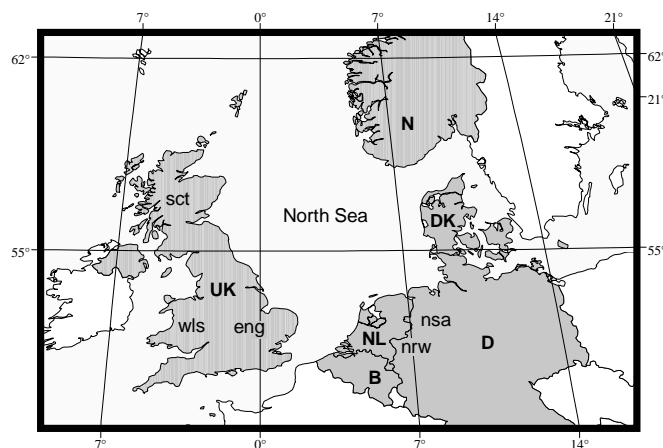 7° 0° 7° 14° 21°
62° 62°
N 21°
sct
North Sea DK
55° 55°
UK
wls eng nsa
NL nrw D
B
7° 0° 7° 14°